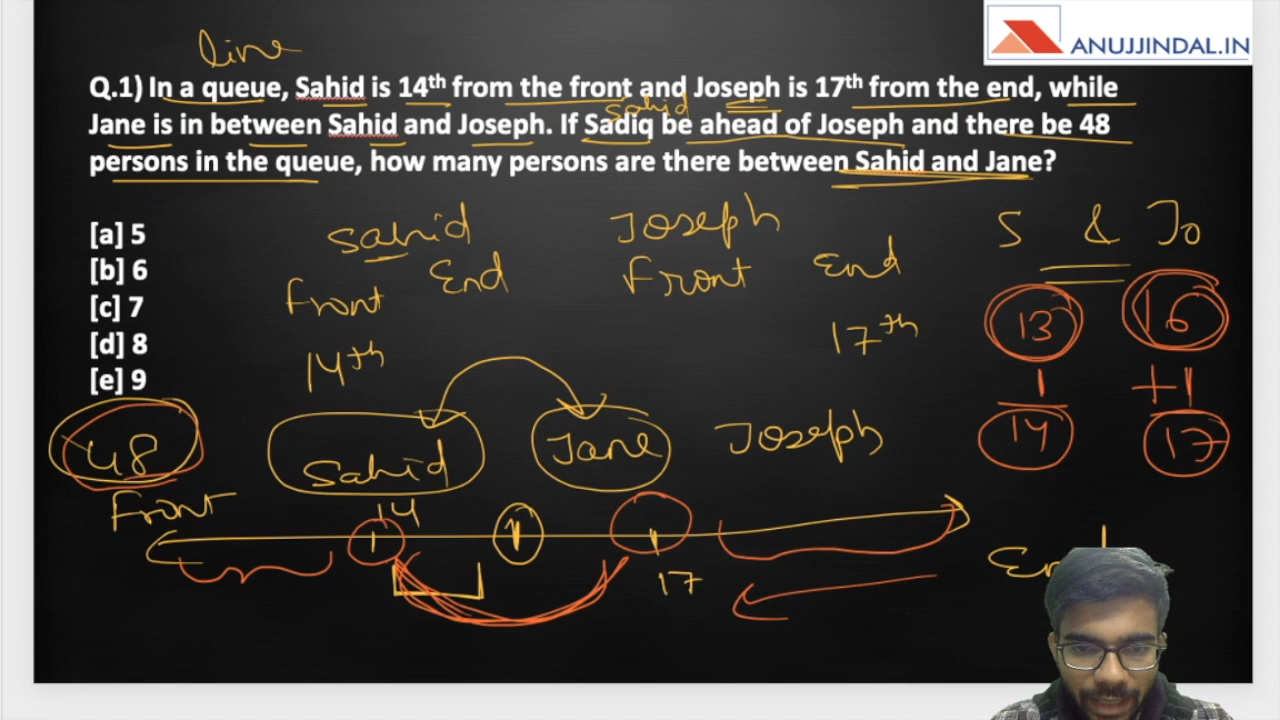 line
ANUJJINDAL.IN
Q.1) In a queue, Sahid is 14th from the front and Joseph is 17th from the end, while
sahid
Jane is in between Sahid and Joseph. If Sadiq be ahead of Joseph and there be 48
persons in the queue, how many persons are there between Sahid and Jane?
[a] 5
[b] 6
[c] 7
[d] 8
[e] 9
Sahid Joseph S & Jo
Front End Front End
14th 17th 13 16
1 +1
14 17
48 Sahid Jane Joseph
Front 14
17